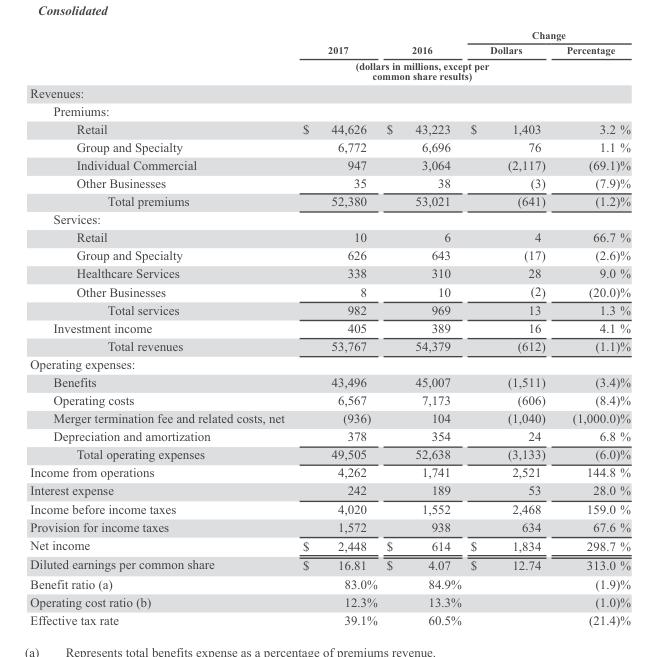 Consolidated
Change
2017 2016 Dollars Percentage
(dollars in millions, except per
common share results)
Revenues:
Premiums:
Retail $ 44,626 $ 43,223 $ 1,403 3.2 %
Group and Specialty 6,772 6,696 76 1.1 %
Individual Commercial 947 3,064 (2,117) (69.1)%
Other Businesses 35 38 (3) (7.9)%
Total premiums 52,380 53,021 (641) (1.2)%
Services:
Retail 10 6 4 66.7 %
Group and Specialty 626 643 (17) (2.6)%
Healthcare Services 338 310 28 9.0 %
Other Businesses 8 10 (2) (20.0)%
Total services 982 969 13 1.3 %
Investment income 405 389 16 4.1 %
Total revenues 53,767 54,379 (612) (1.1)%
Operating expenses:
Benefits 43,496 45,007 (1,511) (3.4)%
Operating costs 6,567 7,173 (606) (8.4)%
Merger termination fee and related costs, net (936) 104 (1,040) (1,000.0)%
Depreciation and amortization 378 354 24 6.8 %
Total operating expenses 49,505 52,638 (3,133) (6.0)%
Income from operations 4,262 1,741 2,521 144.8 %
Interest expense 242 189 53 28.0 %
Income before income taxes 4,020 1,552 2,468 159.0 %
Provision for income taxes 1,572 938 634 67.6 %
Net income $ 2,448 $ 614 $ 1,834 298.7 %
Diluted earnings per common share $ 16.81 $ 4.07 $ 12.74 313.0 %
Benefit ratio (a) 83.0% 84.9% (1.9)%
Operating cost ratio (b) 12.3% 13.3% (1.0)%
Effective tax rate 39.1% 60.5% (21.4)%
(a) Represents total benefits expense as a percentage of premiums revenue.